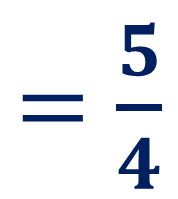 = 5/4